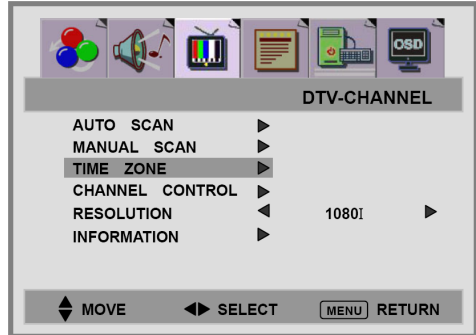 OSD
DTV-CHANNEL
AUTO SCAN
MANUAL SCAN
TIME ZONE
CHANNEL CONTROL
RESOLUTION 1080I
INFORMATION
MOVE SELECT MENU RETURN